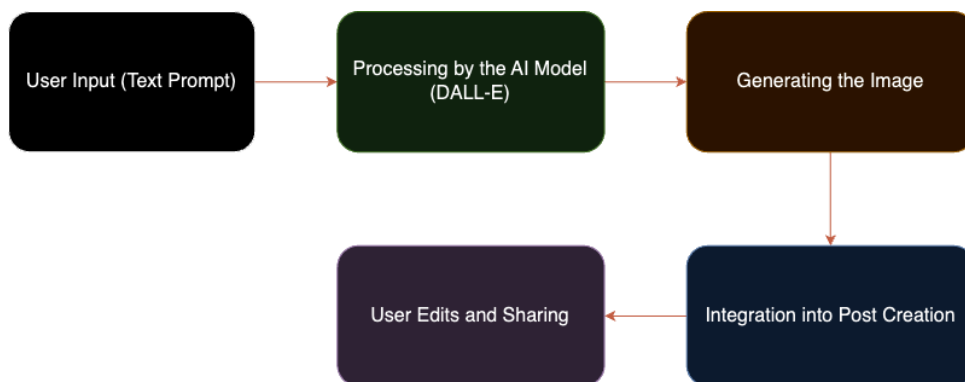 User Input (Text Prompt)
Processing by the AI Model
(DALL-E)
Generating the Image
Integration into Post Creation
User Edits and Sharing